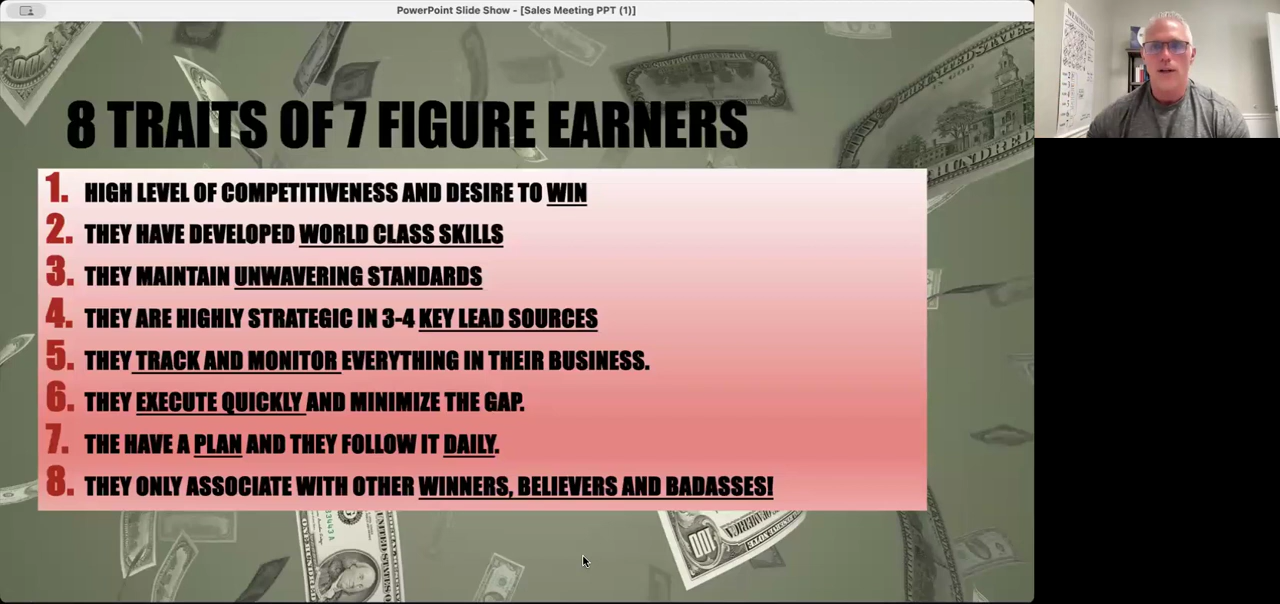 PowerPoint Slide Show - [Sales Meeting PPT (1)]
8 TRAITS OF 7 FIGURE EARNERS
1. HIGH LEVEL OF COMPETITIVENESS AND DESIRE TO WIN
2. THEY HAVE DEVELOPED WORLD CLASS SKILLS
3. THEY MAINTAIN UNWAVERING STANDARDS
4. THEY ARE HIGHLY STRATEGIC IN 3-4 KEY LEAD SOURCES
5. THEY TRACK AND MONITOR EVERYTHING IN THEIR BUSINESS.
6. THEY EXECUTE QUICKLY AND MINIMIZE THE GAP.
7. THE HAVE A PLAN AND THEY FOLLOW IT DAILY.
8. THEY ONLY ASSOCIATE WITH OTHER WINNERS, BELIEVERS AND BADASSES!